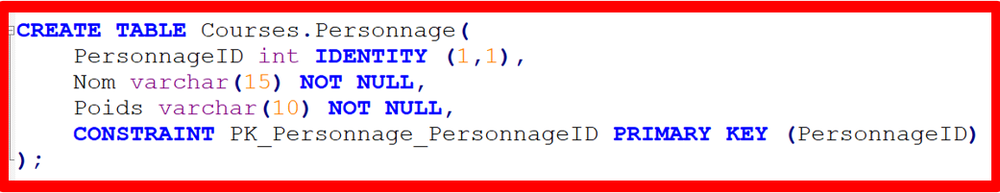 CREATE TABLE Courses.Personnage(
    PersonnageID int IDENTITY (1,1),
    Nom varchar(15) NOT NULL,
    Poids varchar(10) NOT NULL,
    CONSTRAINT PK_Personnage_PersonnageID PRIMARY KEY (PersonnageID)
);